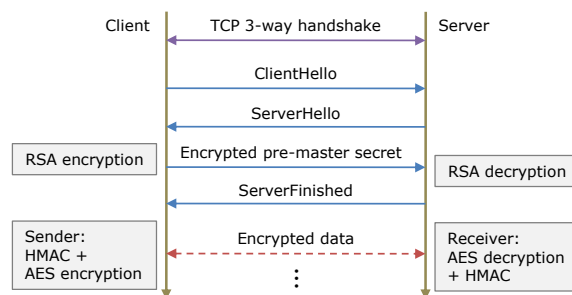 Client
TCP 3-way handshake
Server
ClientHello
ServerHello
RSA encryption
Encrypted pre-master secret
RSA decryption
ServerFinished
Sender:
HMAC +
AES encryption
Encrypted data
Receiver:
AES decryption
+ HMAC